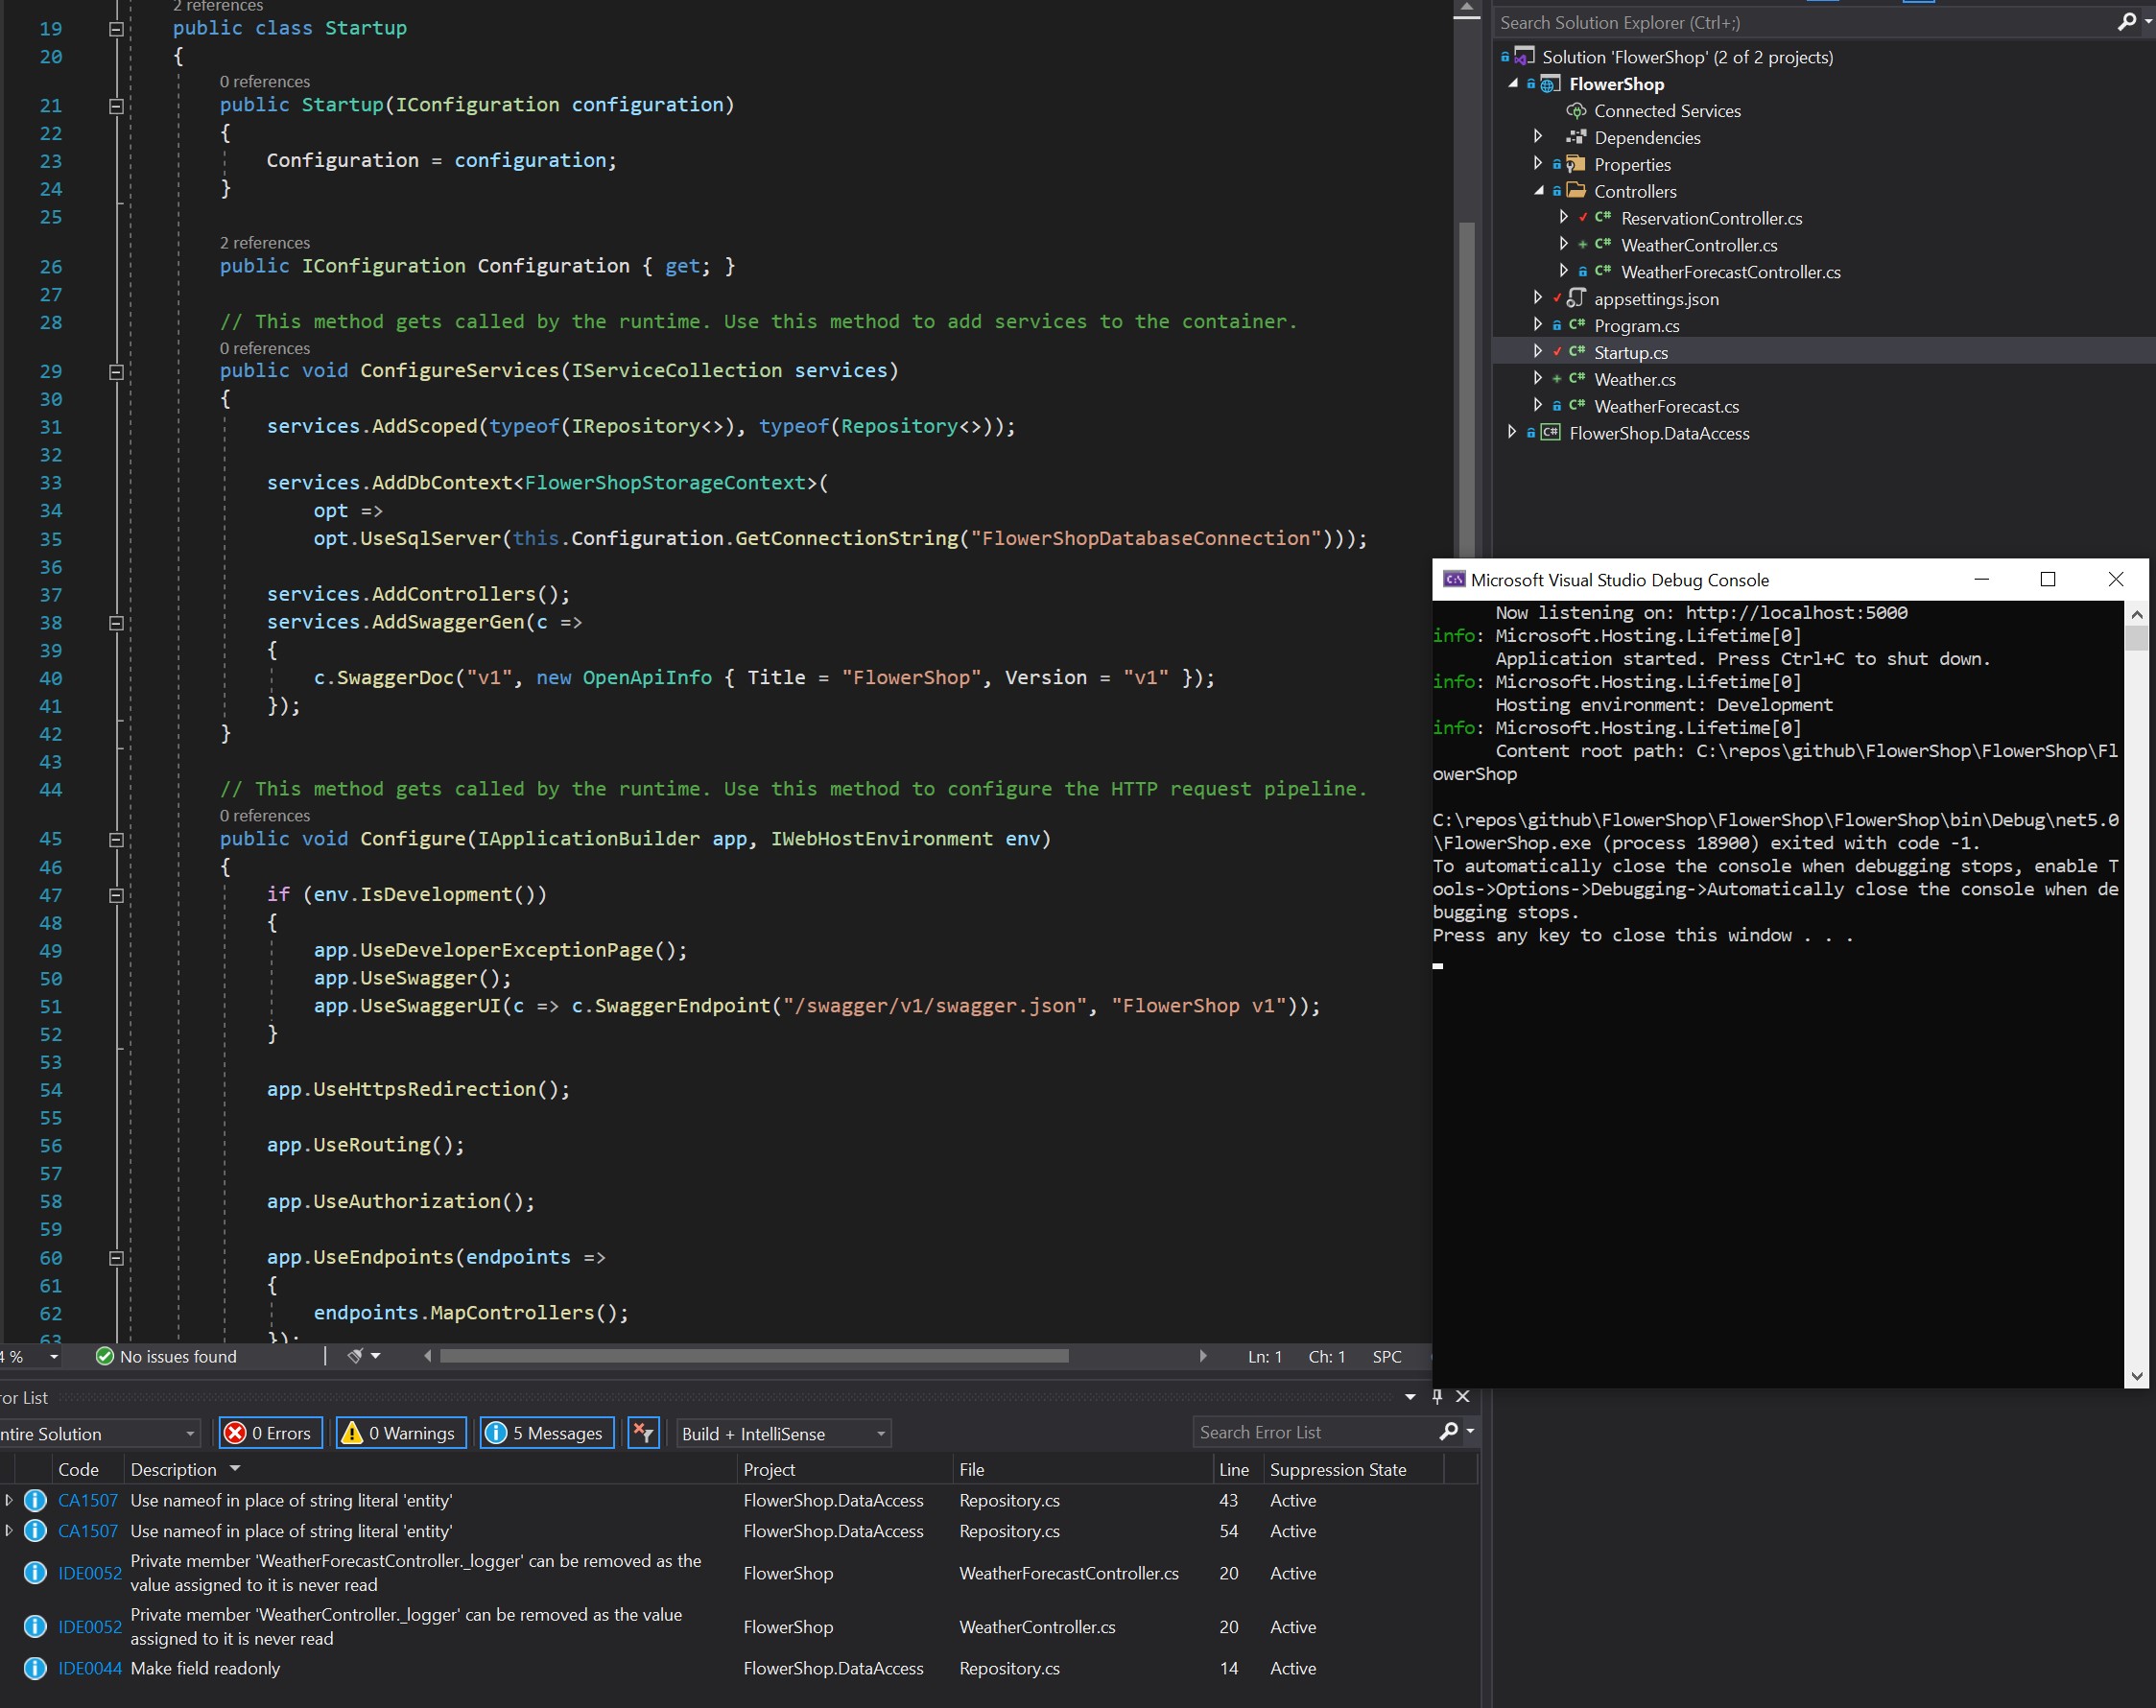 2 references
19 public class Startup
20 {
0 references
21 public Startup(IConfiguration configuration)
22 {
23 Configuration = configuration;
24 }
25
2 references
26 public IConfiguration Configuration { get; }
27
28 // This method gets called by the runtime. Use this method to add services to the container.
0 references
29 public void ConfigureServices(IServiceCollection services)
30 {
31 services.AddScoped(typeof(IRepository<>), typeof(Repository<>));
32
33 services.AddDbContext<FlowerShopStorageContext>(
34 opt =>
35 opt.UseSqlServer(this.Configuration.GetConnectionString("FlowerShopDatabaseConnection")));
36
37 services.AddControllers();
38 services.AddSwaggerGen(c =>
39 {
40 c.SwaggerDoc("v1", new OpenApiInfo { Title = "FlowerShop", Version = "v1" });
41 });
42 }
43
44 // This method gets called by the runtime. Use this method to configure the HTTP request pipeline.
0 references
45 public void Configure(IApplicationBuilder app, IWebHostEnvironment env)
46 {
47 if (env.IsDevelopment())
48 {
49 app.UseDeveloperExceptionPage();
50 app.UseSwagger();
51 app.UseSwaggerUI(c => c.SwaggerEndpoint("/swagger/v1/swagger.json", "FlowerShop v1"));
52 }
53
54 app.UseHttpsRedirection();
55
56 app.UseRouting();
57
58 app.UseAuthorization();
59
60 app.UseEndpoints(endpoints =>
61 {
62 endpoints.MapControllers();
63 });
4 % No issues found Ln: 1 Ch: 1 SPC
Search Solution Explorer (Ctrl+;)
Solution 'FlowerShop' (2 of 2 projects)
FlowerShop
Connected Services
Dependencies
Properties
Controllers
C# ReservationController.cs
C# WeatherController.cs
C# WeatherForecastController.cs
appsettings.json
C# Program.cs
C# Startup.cs
C# Weather.cs
C# WeatherForecast.cs
C# FlowerShop.DataAccess
C:\ Microsoft Visual Studio Debug Console
Now listening on: http://localhost:5000
info: Microsoft.Hosting.Lifetime[0]
Application started. Press Ctrl+C to shut down.
info: Microsoft.Hosting.Lifetime[0]
Hosting environment: Development
info: Microsoft.Hosting.Lifetime[0]
Content root path: C:\repos\github\FlowerShop\FlowerShop\Fl
owerShop
C:\repos\github\FlowerShop\FlowerShop\FlowerShop\bin\Debug\net5.0
\FlowerShop.exe (process 18900) exited with code -1.
To automatically close the console when debugging stops, enable T
ools->Options->Debugging->Automatically close the console when de
bugging stops.
Press any key to close this window . . .
ror List
ntire Solution 0 Errors 0 Warnings 5 Messages Build + IntelliSense Search Error List
Code Description Project File Line Suppression State
CA1507 Use nameof in place of string literal 'entity' FlowerShop.DataAccess Repository.cs 43 Active
CA1507 Use nameof in place of string literal 'entity' FlowerShop.DataAccess Repository.cs 54 Active
IDE0052 Private member 'WeatherForecastController._logger' can be removed as the
value assigned to it is never read FlowerShop WeatherForecastController.cs 20 Active
IDE0052 Private member 'WeatherController._logger' can be removed as the value
assigned to it is never read FlowerShop WeatherController.cs 20 Active
IDE0044 Make field readonly FlowerShop.DataAccess Repository.cs 14 Active